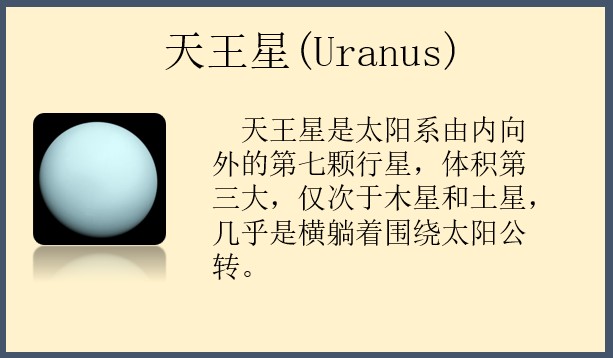 天王星(Uranus)
天王星是太阳系由内向
外的第七颗行星，体积第
三大，仅次于木星和土星，
几乎是横躺着围绕太阳公
转。